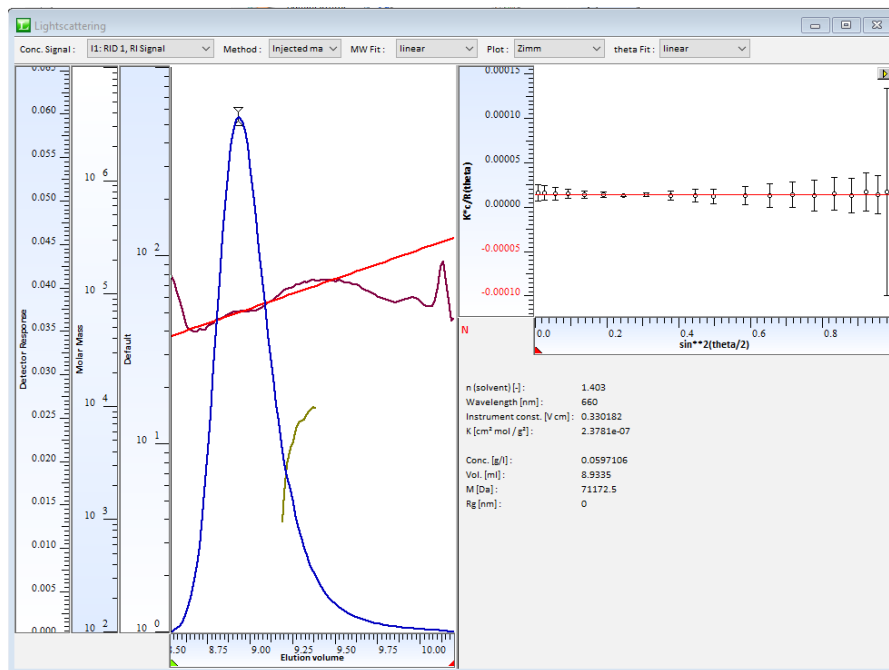 Lightscattering
Conc. Signal : I1: RID 1, RI Signal Method : Injected ma MW Fit : linear Plot : Zimm theta Fit : linear
0.060
0.055
0.050
0.045
0.040
0.035
0.030
0.025
0.020
0.015
0.010
0.005
0.000
Detector Response
10 6
10 5
10 4
10 3
10 2
Molar Mass
10 2
10 1
10 0
Default
8.50 8.75 9.00 9.25 9.50 9.75 10.00
Elution volume
0.00015
0.00010
0.00005
0.00000
-0.00005
-0.00010
K*c/R(theta)
0.0 0.2 0.4 0.6 0.8
sin**2(theta/2)
N
n (solvent) [-] : 1.403
Wavelength [nm] : 660
Instrument const. [V cm] : 0.330182
K [cm² mol / g²] : 2.3781e-07
Conc. [g/l] : 0.0597106
Vol. [ml] : 8.9335
M [Da] : 71172.5
Rg [nm] : 0